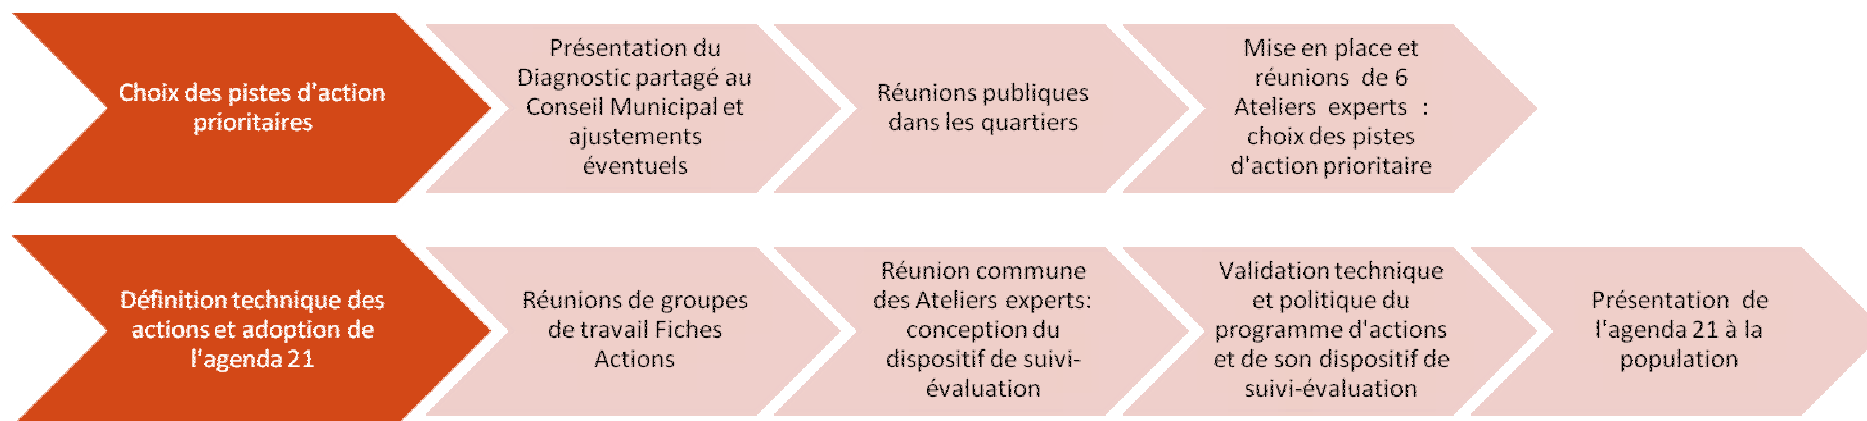 Choix des pistes d'action
prioritaires
Présentation du
Diagnostic partagé au
Conseil Municipal et
ajustements
éventuels
Réunions publiques
dans les quartiers
Mise en place et
réunions de 6
Ateliers experts :
choix des pistes
d'action prioritaire
Définition technique des
actions et adoption de
l'agenda 21
Réunions de groupes
de travail Fiches
Actions
Réunion commune
des Ateliers experts:
conception du
dispositif de suivi-
évaluation
Validation technique
et politique du
programme d'actions
et de son dispositif de
suivi-évaluation
Présentation de
l'agenda 21 à la
population